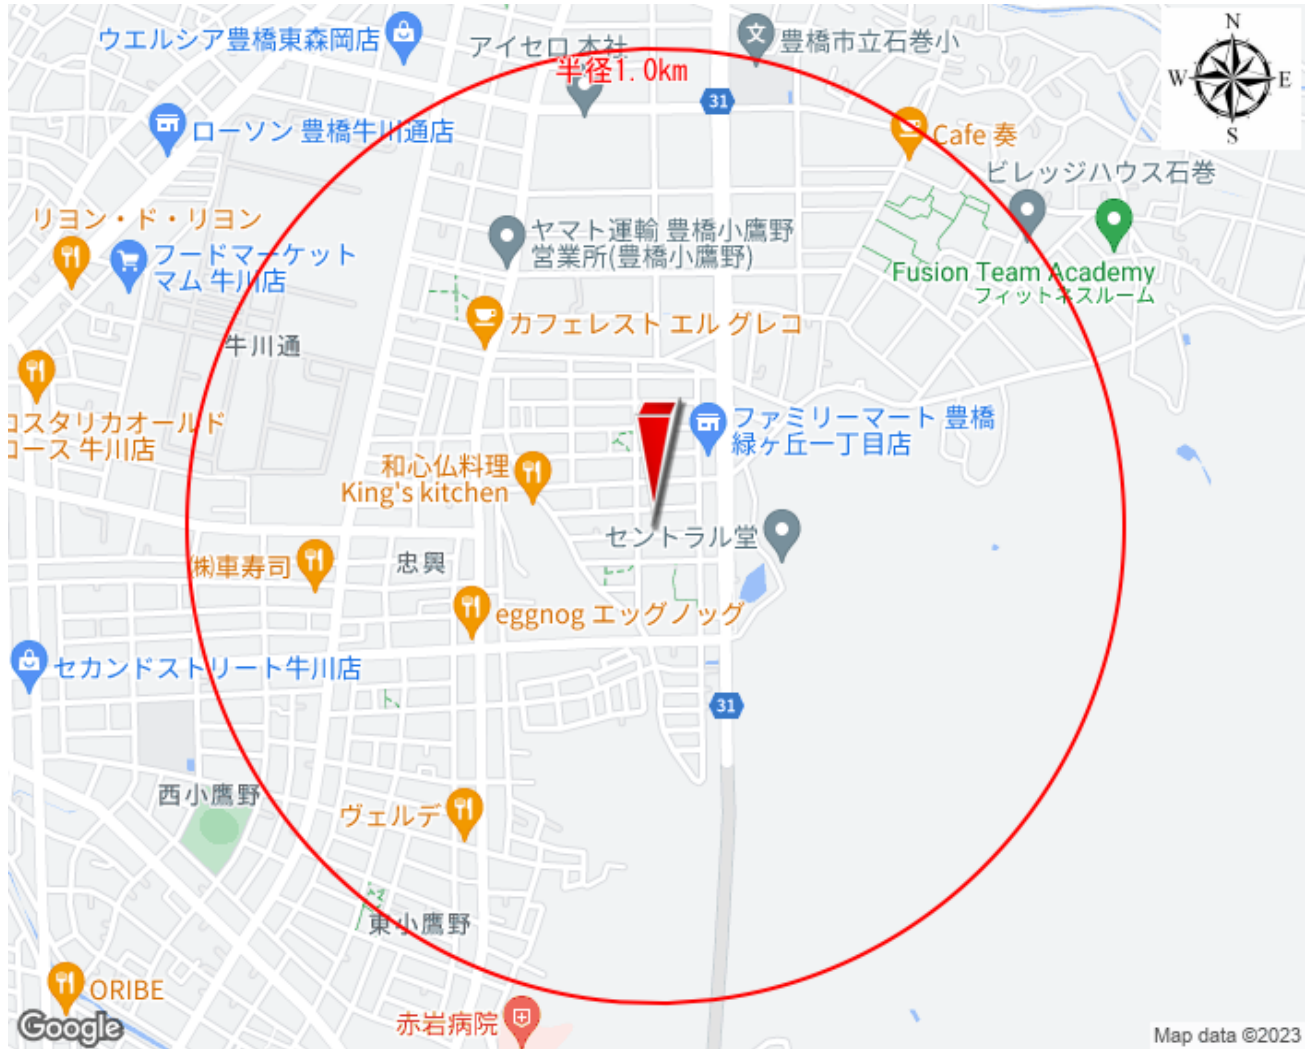 ウエルシア豊橋東森岡店
アイセロ 本社
豊橋市立石巻小
N
W
E
S
半径1.0km
31
ローソン 豊橋牛川通店
Cafe 奏
ビレッジハウス石巻
リヨン・ド・リヨン
フードマーケット
マム 牛川店
ヤマト運輸 豊橋小鷹野
営業所(豊橋小鷹野)
Fusion Team Academy
フィットネスルーム
カフェレスト エル グレコ
牛川通
コスタリカオールド
コース 牛川店
ファミリーマート 豊橋
緑ヶ丘一丁目店
和心仏料理
King's kitchen
セントラル堂
㈱車寿司
忠興
eggnog エッグノッグ
セカンドストリート牛川店
31
西小鷹野
ヴェルデ
東小鷹野
ORIBE
赤岩病院
Google
Map data ©2023